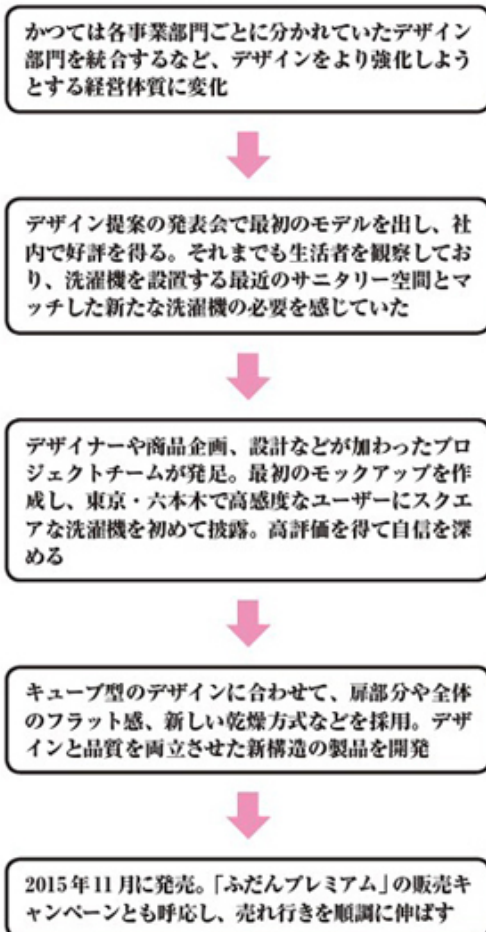 かつては各事業部門ごとに分かれていたデザイン
部門を統合するなど、デザインをより強化しよう
とする経営体質に変化
デザイン提案の発表会で最初のモデルを出し、社
内で好評を得る。それまでも生活者を観察してお
り、洗濯機を設置する最近のサニタリー空間とマ
ッチした新たな洗濯機の必要を感じていた
デザイナーや商品企画、設計などが加わったプロ
ジェクトチームが発足。最初のモックアップを作
成し、東京・六本木で高感度なユーザーにスクエ
アな洗濯機を初めて披露。高評価を得て自信を深
める
キューブ型のデザインに合わせて、扉部分や全体
のフラット感、新しい乾燥方式などを採用。デザ
インと品質を両立させた新構造の製品を開発
2015年11月に発売。「ふだんプレミアム」の販売キ
ャンペーンとも呼応し、売れ行きを順調に伸ばす